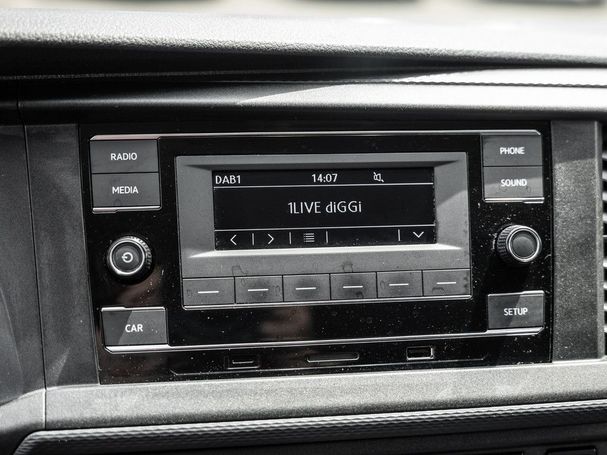 RADIO
MEDIA
DAB1 14:07
1LIVE diGGi
PHONE
SOUND
CAR
SETUP